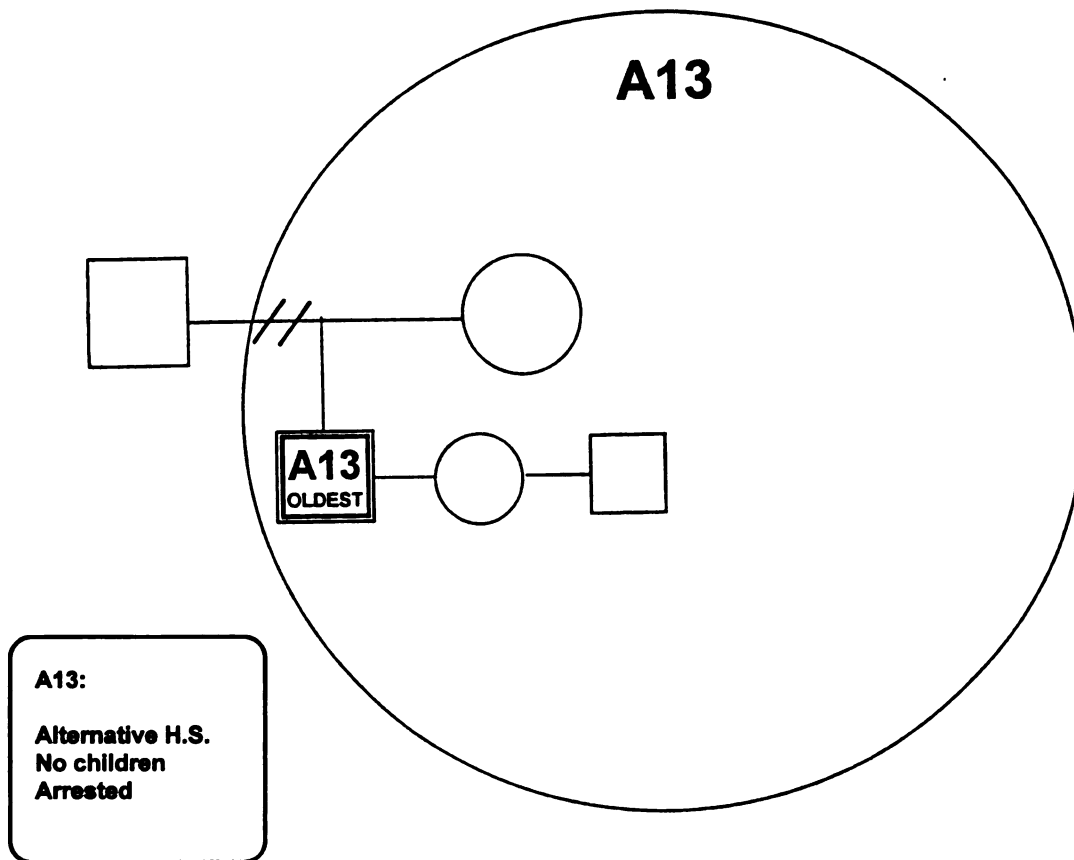 A13
A13
OLDEST
A13:
Alternative H.S.
No children
Arrested